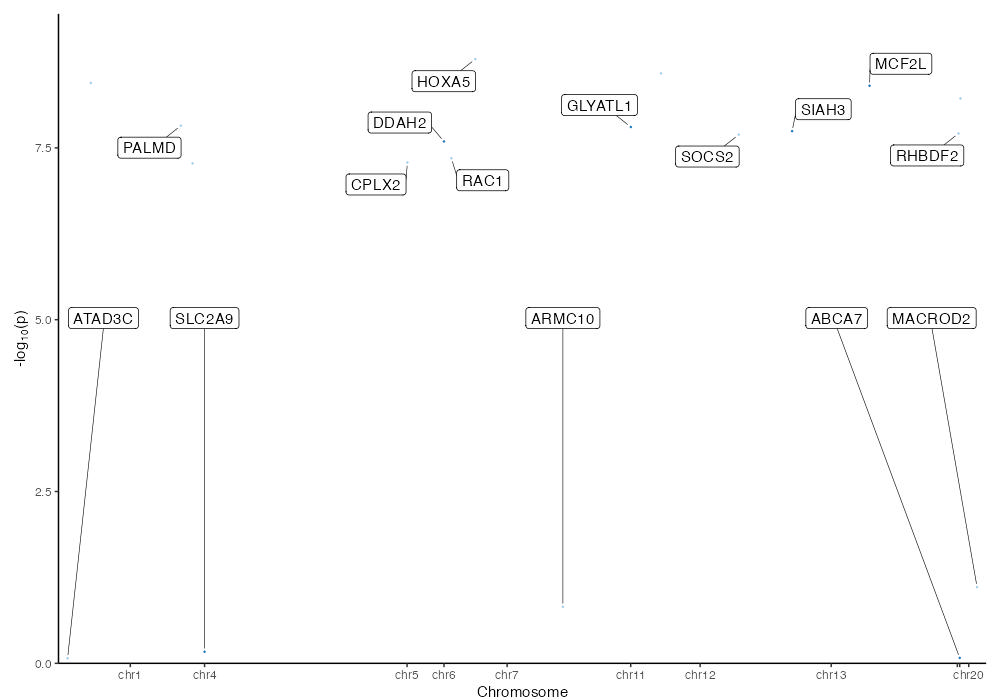 MCF2L
HOXA5
GLYATL1
SIAH3
DDAH2
PALMD
7.5
SOCS2
RHBDF2
CPLX2
RAC1
ATAD3C
SLC2A9
5.0
ARMC10
ABCA7
MACROD2
-log10(p)
2.5
0.0
chr1 chr4 chr5 chr6 chr7 chr11 chr12 chr13 chr20
Chromosome